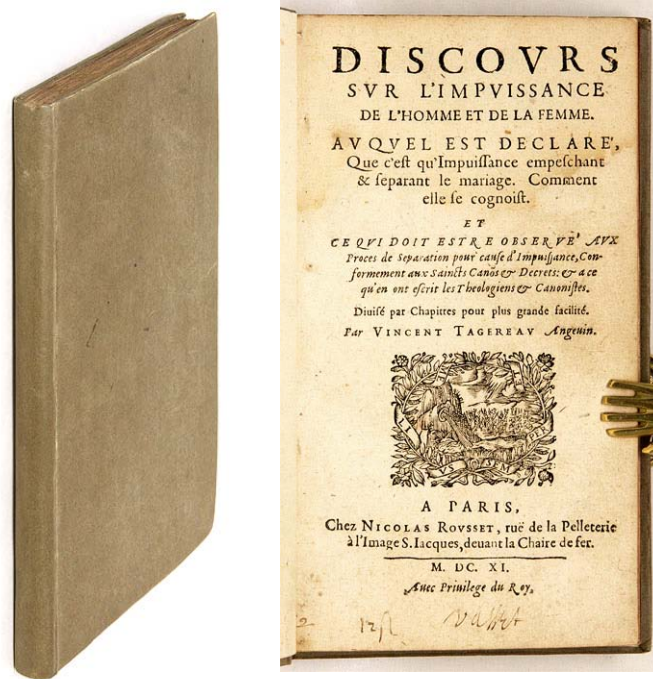 DISCOVRS
SVR L'IMPVISSANCE
DE L'HOMME ET DE LA FEMME.
AVQVEL EST DECLARE',
Que c'est qu'Impuiſſance empeſchant
& ſeparant le mariage. Comment
elle ſe cognoiſt.
ET
CE QVI DOIT ESTRE OBSERVE' AVX
Proces de Separation pour cauſe d'Impuiſſance, Con-
formement aux Saincts Canõs & Decrets: & a ce
qu'en ont eſcrit les Theologiens & Canoniſtes.
Diuiſé par Chapitres pour plus grande facilité.
Par VINCENT TAGEREAV Angeuin.
A PARIS,
Chez NICOLAS ROVSSET, ruë de la Pelleterie
à l'Image S. Iacques, deuant la Chaire de fer.
M. DC. XI.
Auec Priuilege du Roy.